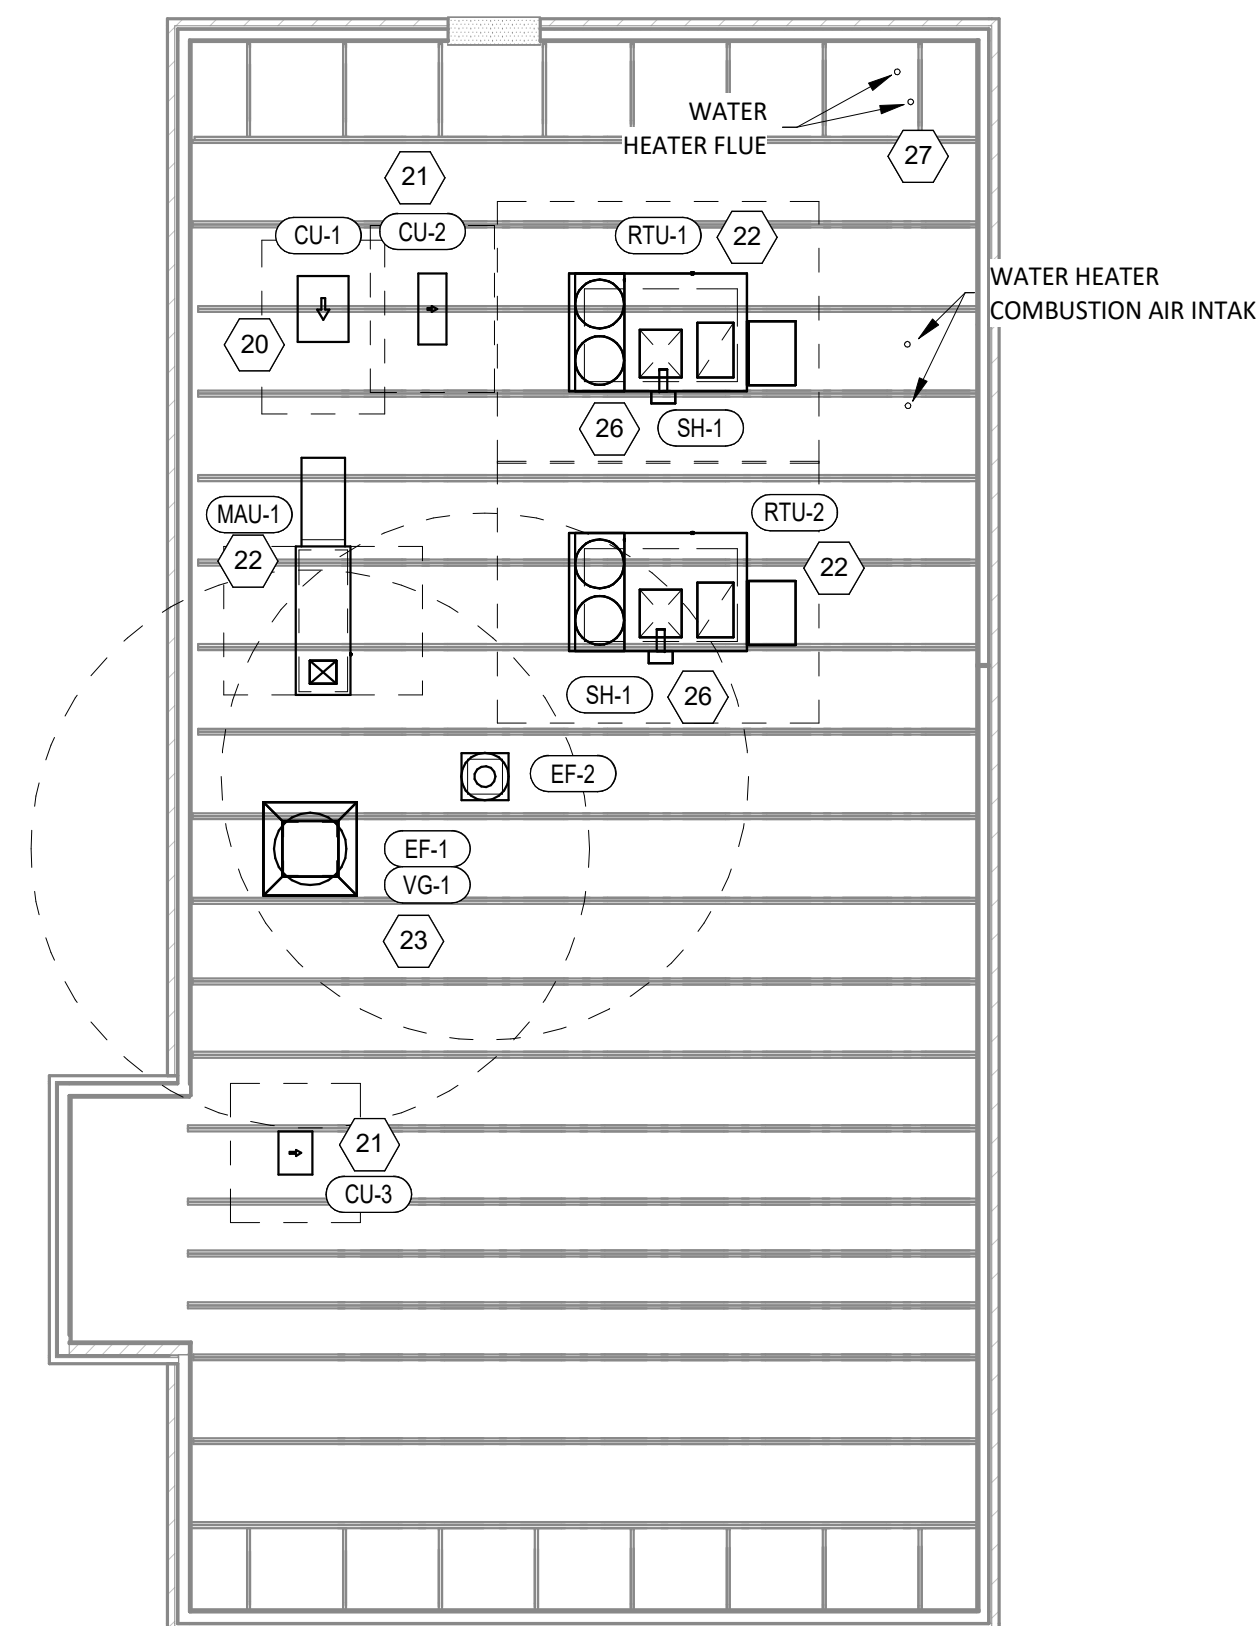 WATER
HEATER FLUE
27
21
CU-1
CU-2
RTU-1
22
WATER HEATER
COMBUSTION AIR INTAK
20
26
SH-1
MAU-1
RTU-2
22
22
SH-1
26
EF-2
EF-1
VG-1
23
21
CU-3